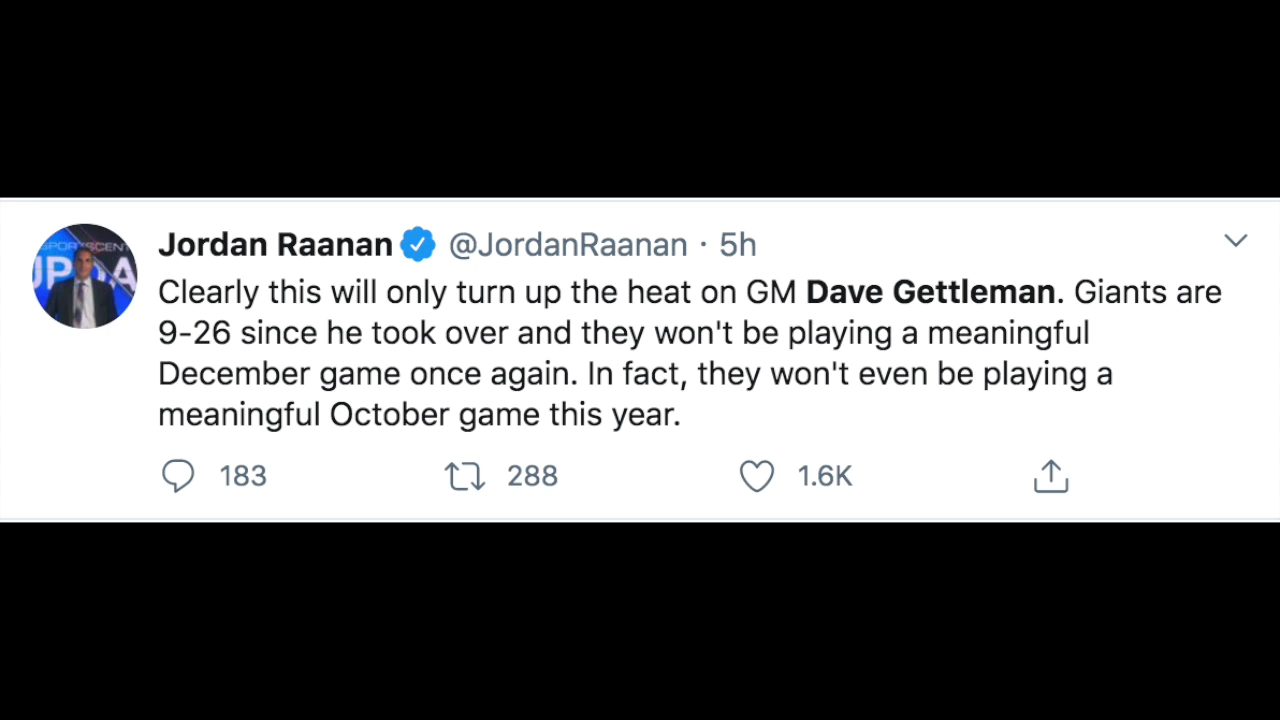 SPORTSCENT
UPDA
Jordan Raanan @JordanRaanan · 5h
Clearly this will only turn up the heat on GM Dave Gettleman. Giants are
9-26 since he took over and they won't be playing a meaningful
December game once again. In fact, they won't even be playing a
meaningful October game this year.
183 288 1.6K